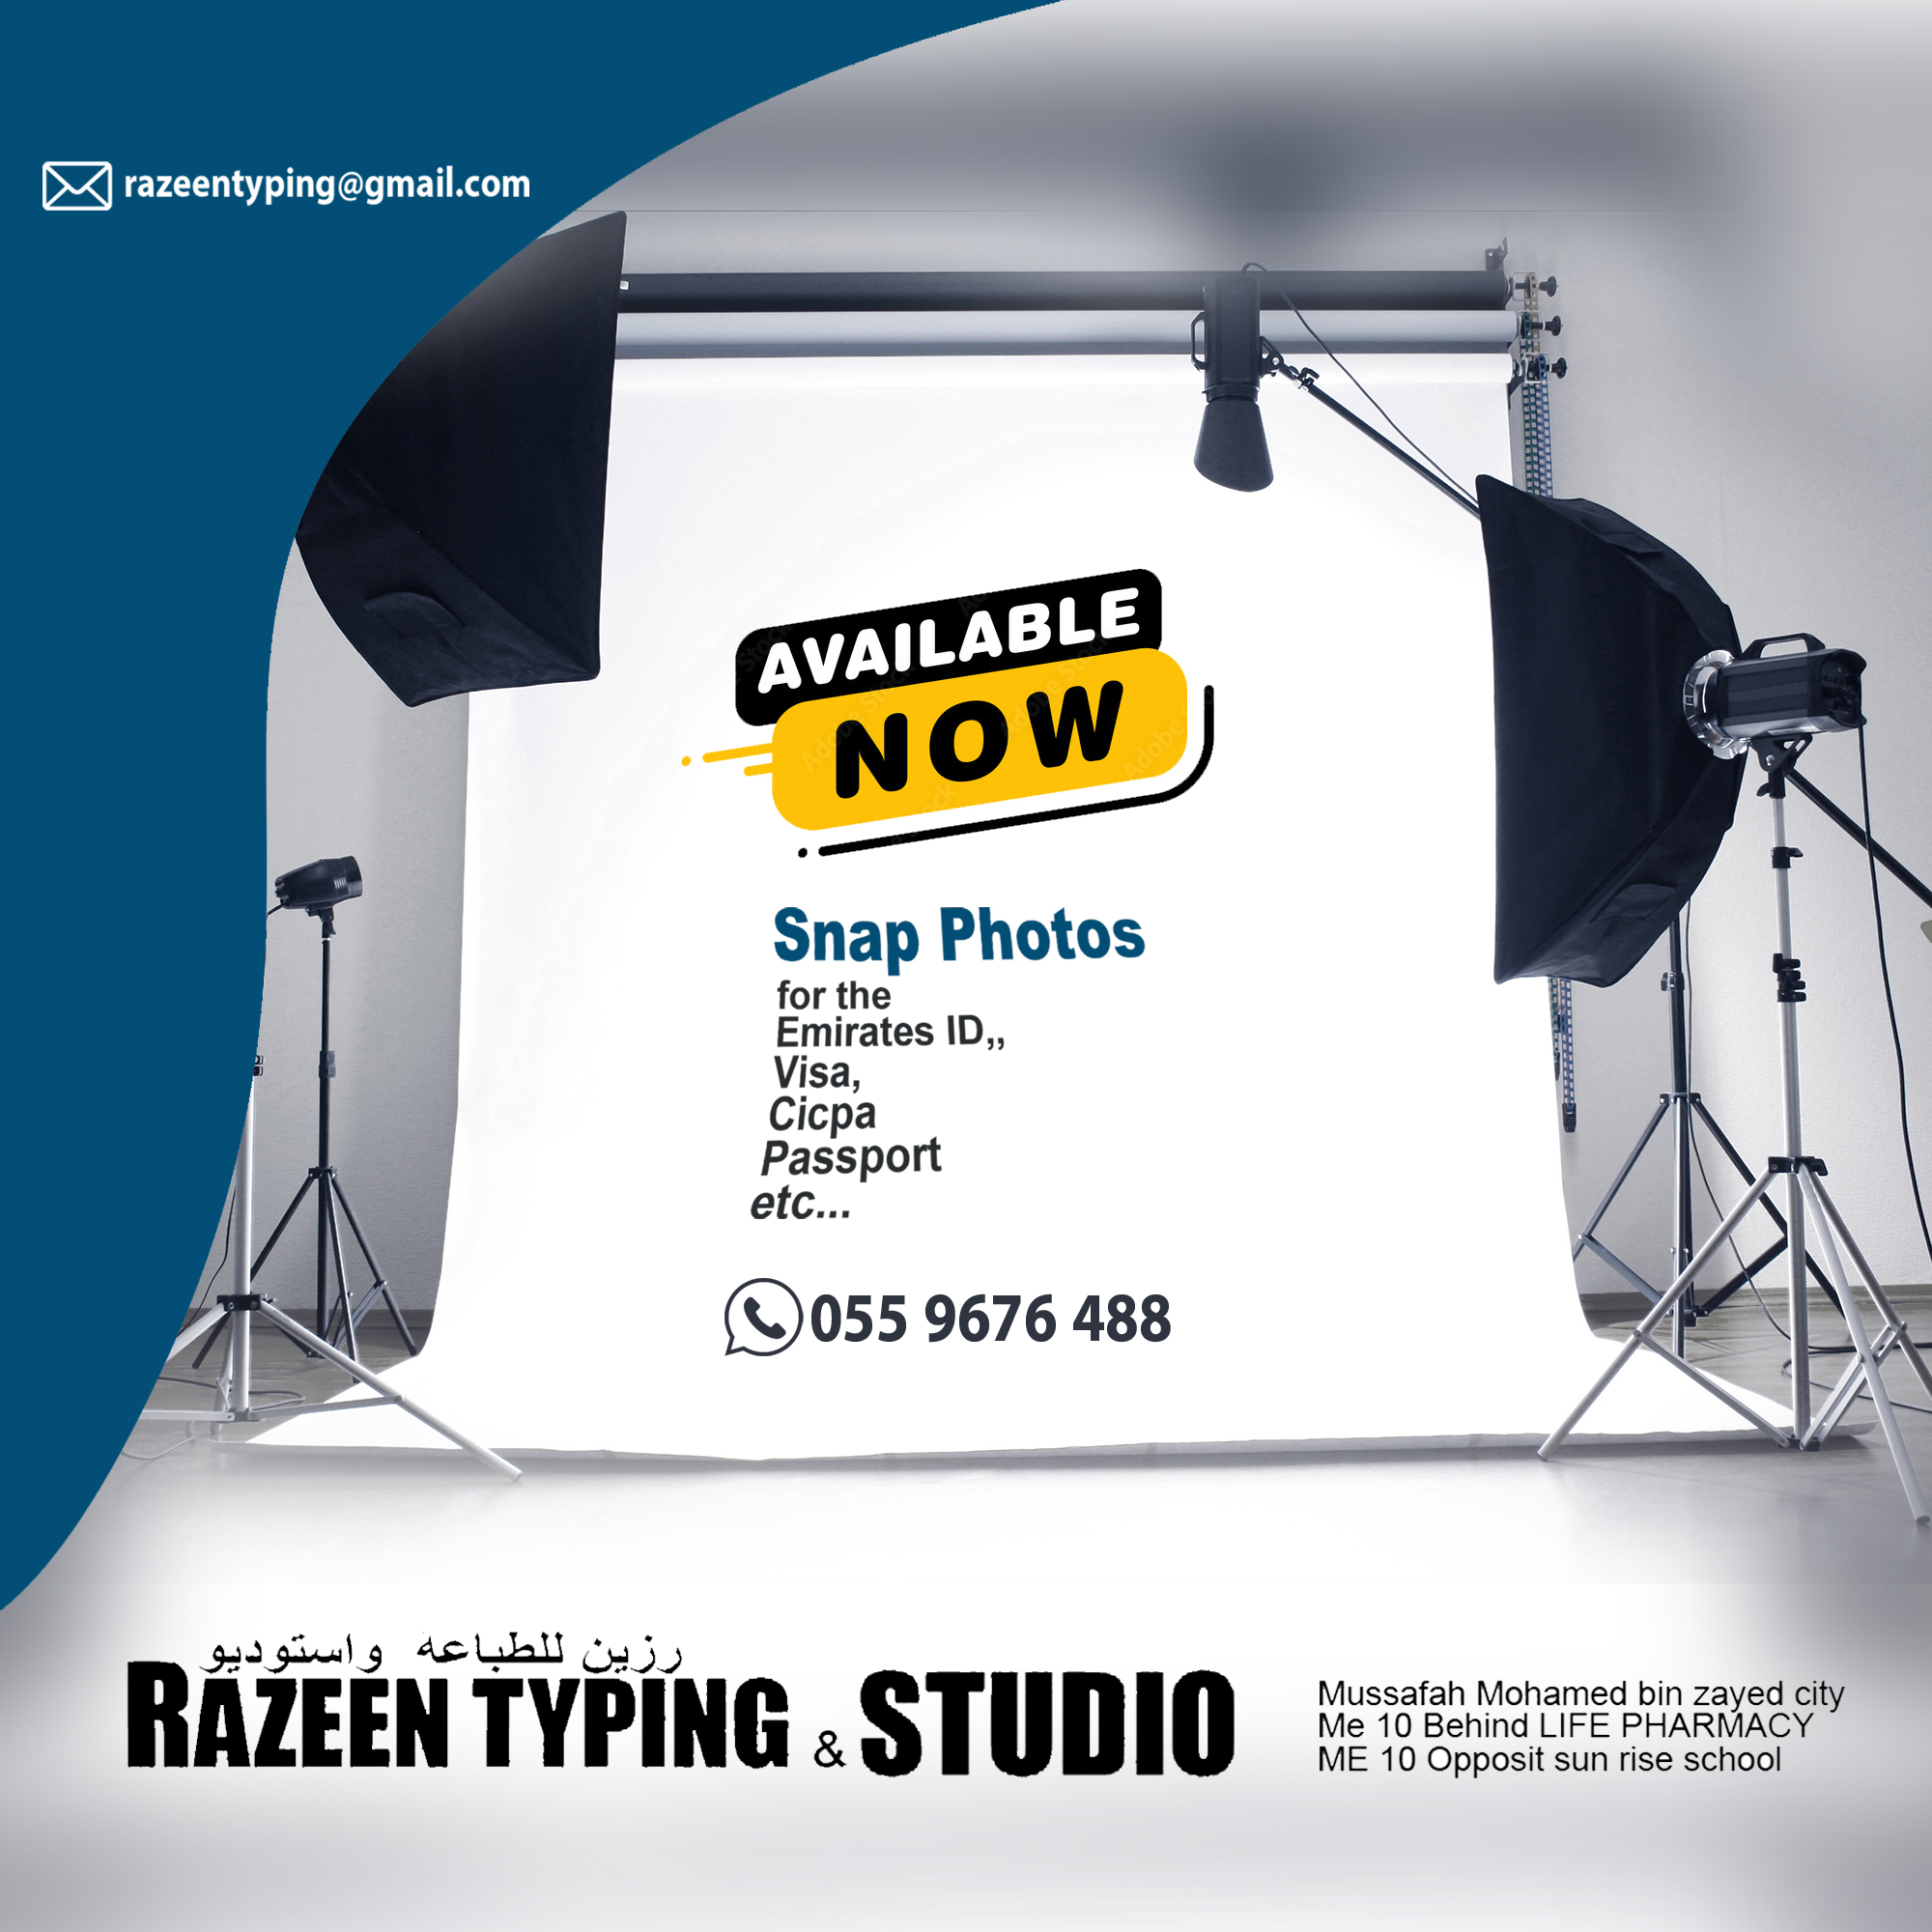 razeentyping@gmail.com
AVAILABLE
NOW
Snap Photos
for the
Emirates ID,,
Visa,
Cicpa
Passport
etc...
055 9676 488
رزين للطباعة واستوديو
RAZEEN TYPING & STUDIO
Mussafah Mohamed bin zayed city
Me 10 Behind LIFE PHARMACY
ME 10 Opposit sun rise school